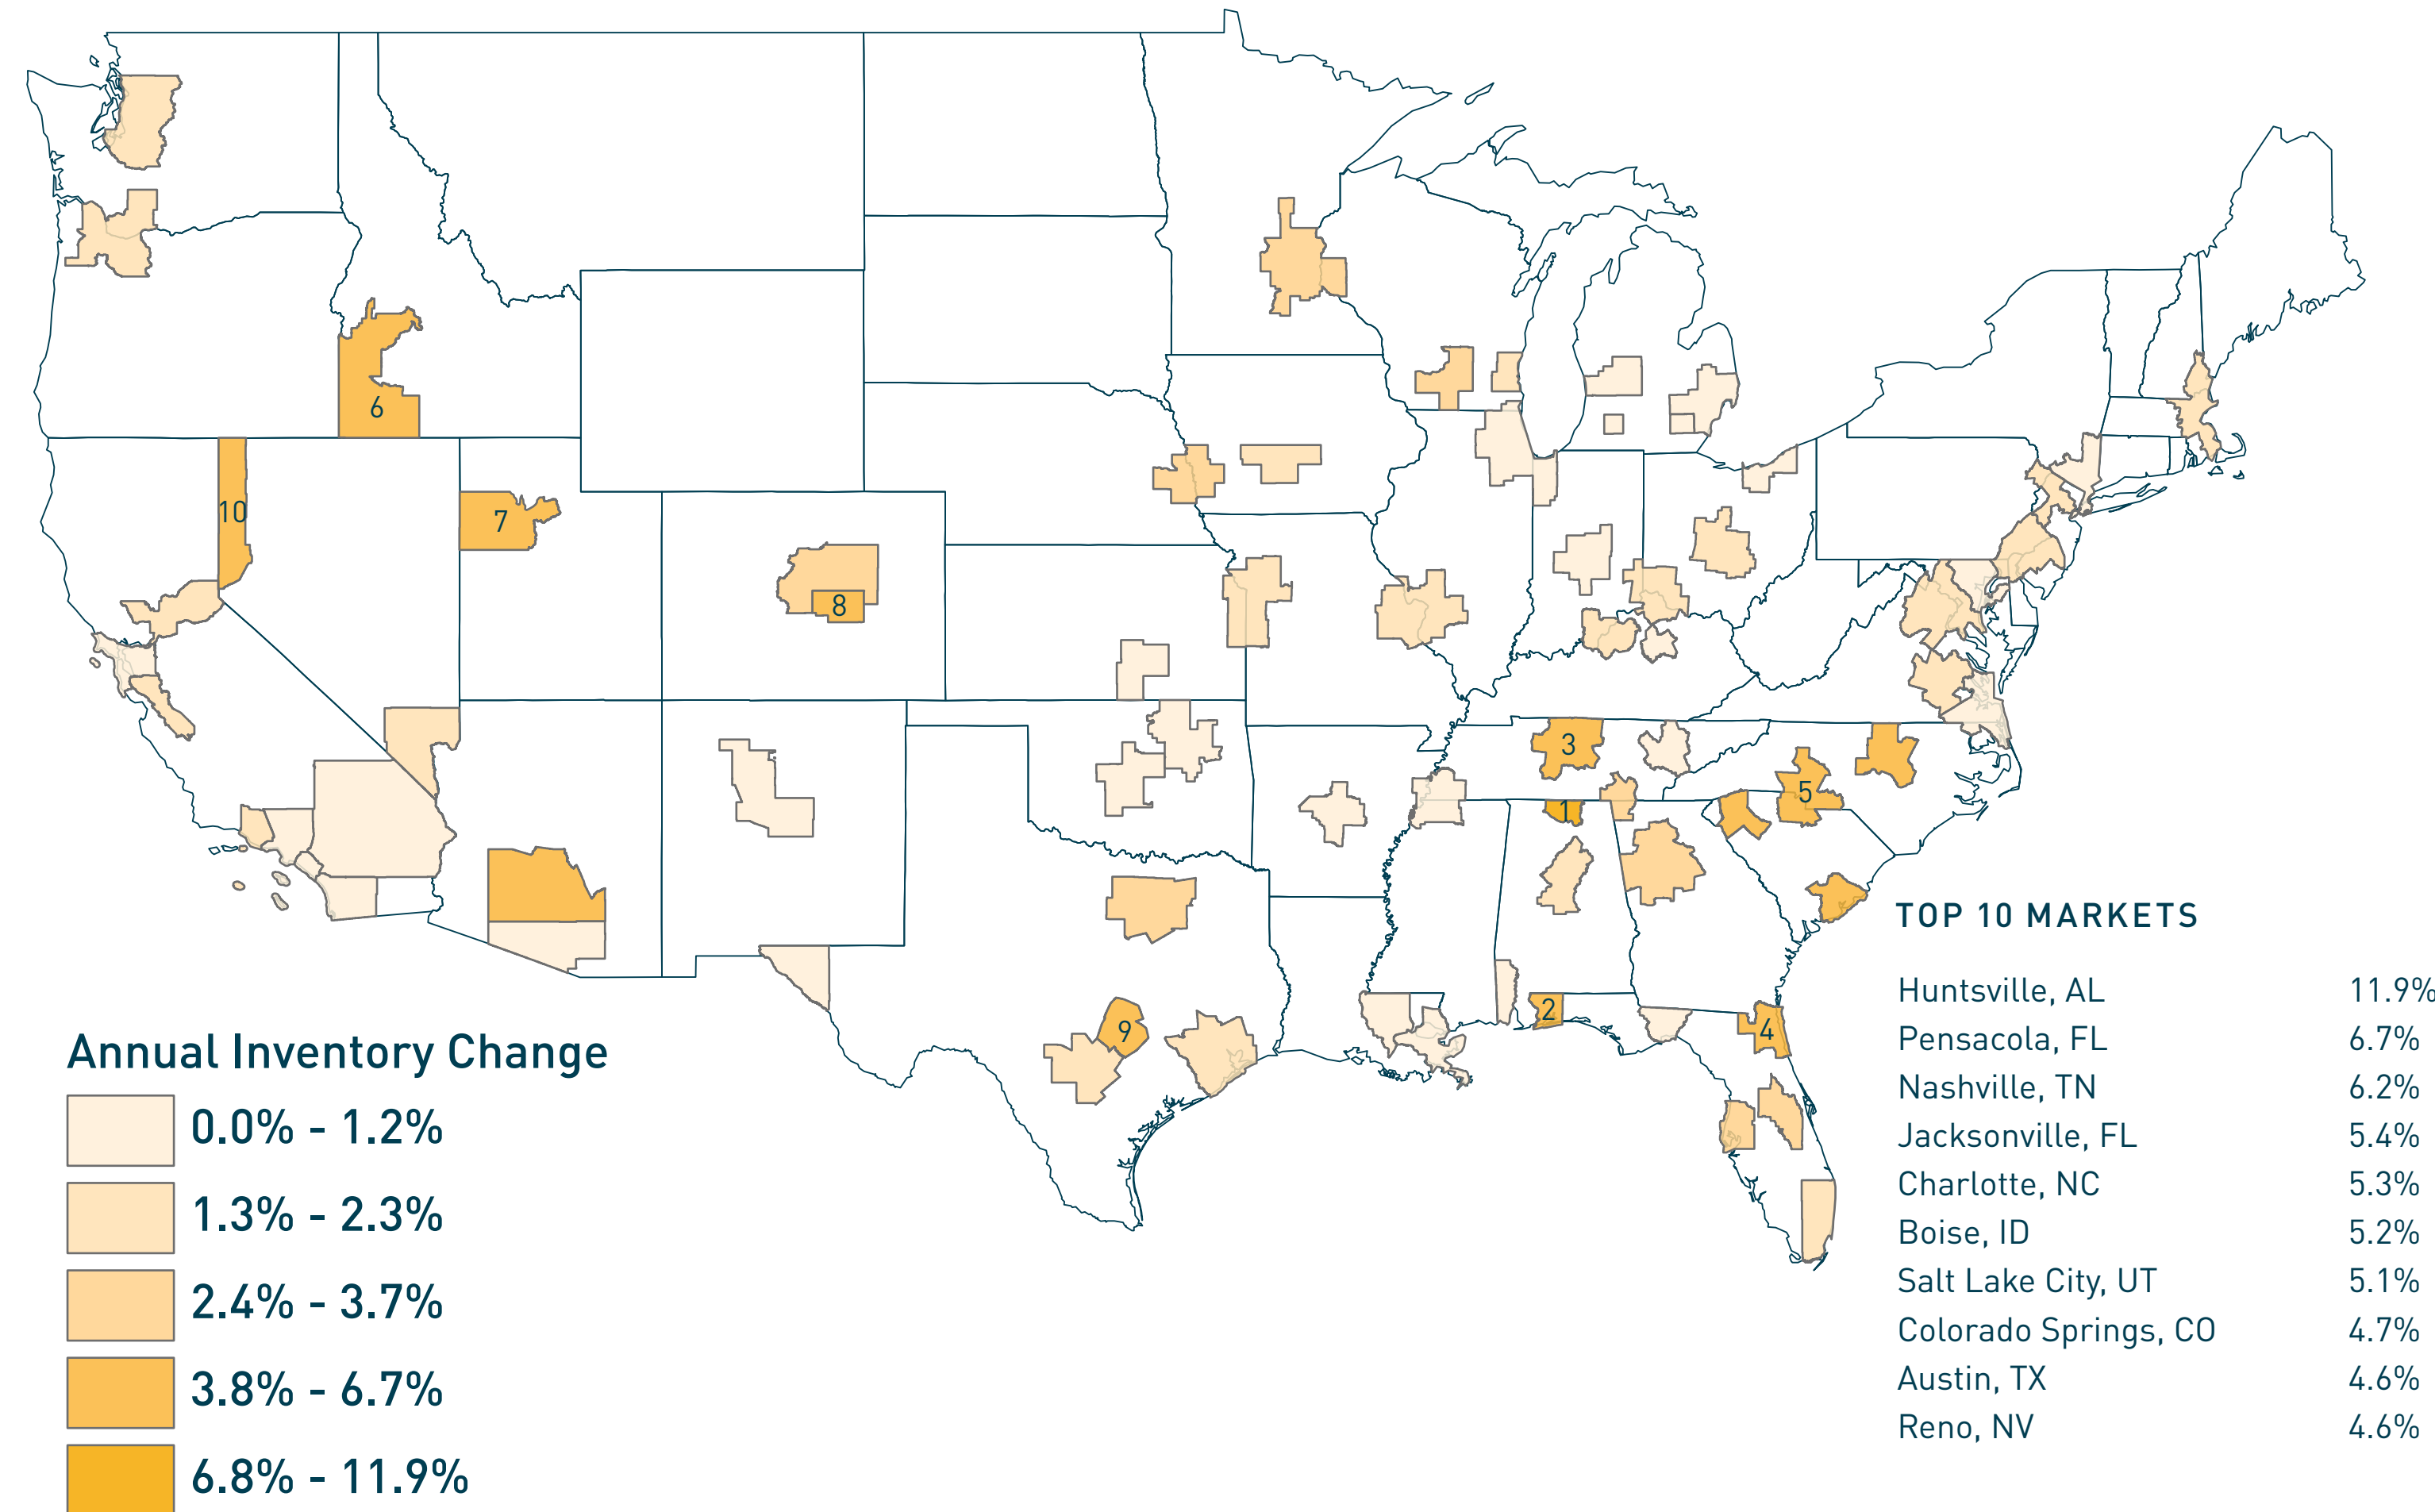 6
10
7
8
3
5
1
2
4
9
TOP 10 MARKETS
Huntsville, AL 11.9%
Pensacola, FL 6.7%
Nashville, TN 6.2%
Jacksonville, FL 5.4%
Charlotte, NC 5.3%
Boise, ID 5.2%
Salt Lake City, UT 5.1%
Colorado Springs, CO 4.7%
Austin, TX 4.6%
Reno, NV 4.6%
Annual Inventory Change
0.0% - 1.2%
1.3% - 2.3%
2.4% - 3.7%
3.8% - 6.7%
6.8% - 11.9%